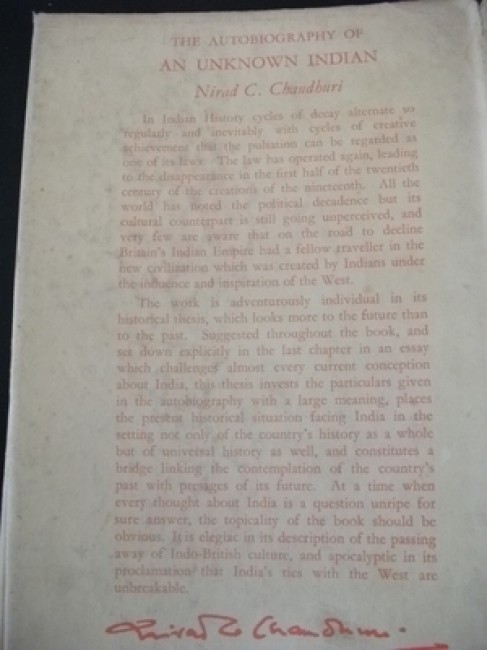 THE AUTOBIOGRAPHY OF
AN UNKNOWN INDIAN
Nirad C. Chaudhuri
In Indian History cycles of decay alternate so
regularly and inevitably with cycles of creative
achievement that the pulsation can be regarded as
one of its laws. The law has operated again, leading
to the disappearance in the first half of the twentieth
century of the creations of the nineteenth. All the
world has noted the political decadence but its
cultural counterpart is still going unperceived, and
very few are aware that on the road to decline
Britain's Indian Empire had a fellow traveller in the
new civilization which was created by Indians under
the influence and inspiration of the West.
The work is adventurously individual in its
historical thesis, which looks more to the future than
to the past. Suggested throughout the book, and
set down explicitly in the last chapter in an essay
which challenges almost every current conception
about India, this thesis invests the particulars given
in the autobiography with a large meaning, places
the present historical situation facing India in the
setting not only of the country's history as a whole
but of universal history as well, and constitutes a
bridge linking the contemplation of the country's
past with presages of its future. At a time when
every thought about India is a question unripe for
sure answer, the topicality of the book should be
obvious. It is elegiac in its description of the passing
away of Indo-British culture, and apocalyptic in its
proclamation that India's ties with the West are
unbreakable.
Nirad C Chaudhuri.